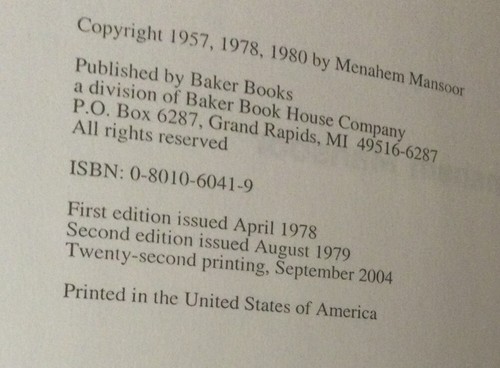 Copyright 1957, 1978, 1980 by Menahem Mansoor
Published by Baker Books
a division of Baker Book House Company
P.O. Box 6287, Grand Rapids, MI 49516-6287
All rights reserved
ISBN: 0-8010-6041-9
First edition issued April 1978
Second edition issued August 1979
Twenty-second printing, September 2004
Printed in the United States of America